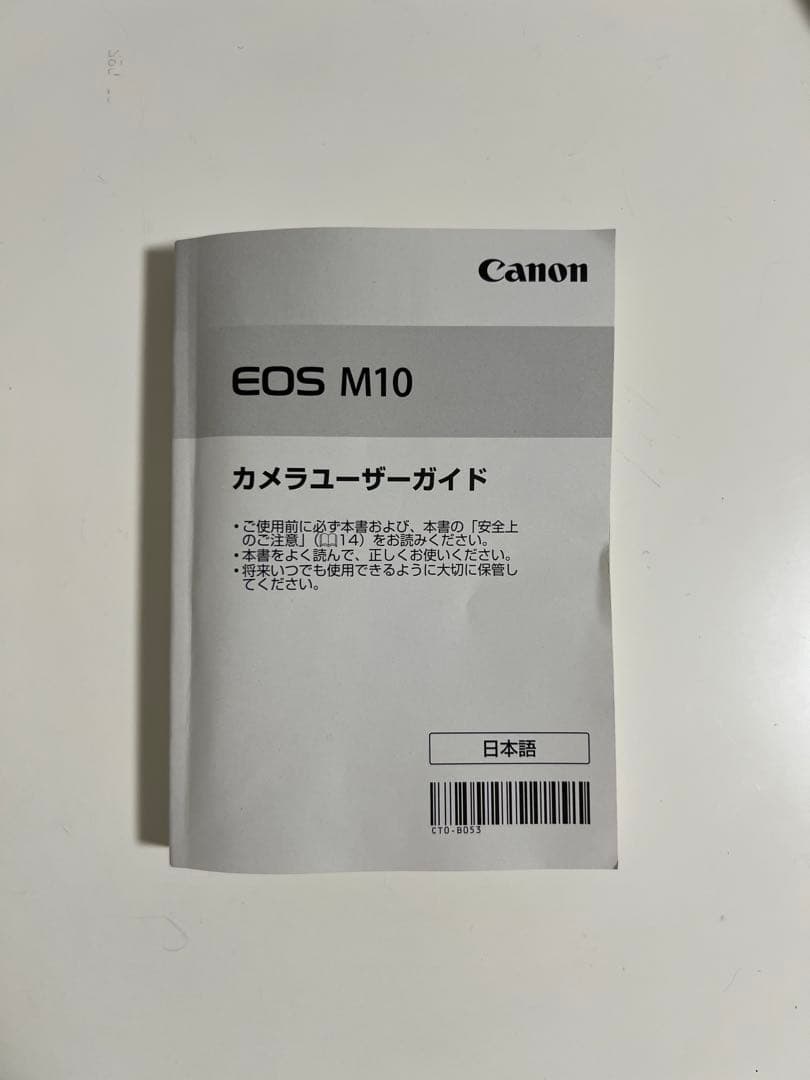 Canon
EOS M10
カメラユーザーガイド
• ご使用前に必ず本書および、本書の「安全上
のご注意」（📖14）をお読みください。
• 本書をよく読んで、正しくお使いください。
• 将来いつでも使用できるように大切に保管し
てください。
日本語
CT0-B053